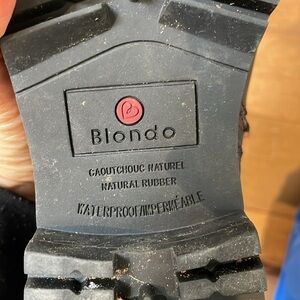 Blondo
CAOUTCHOUC NATUREL
NATURAL RUBBER
WATERPROOF/IMPERMÉABLE